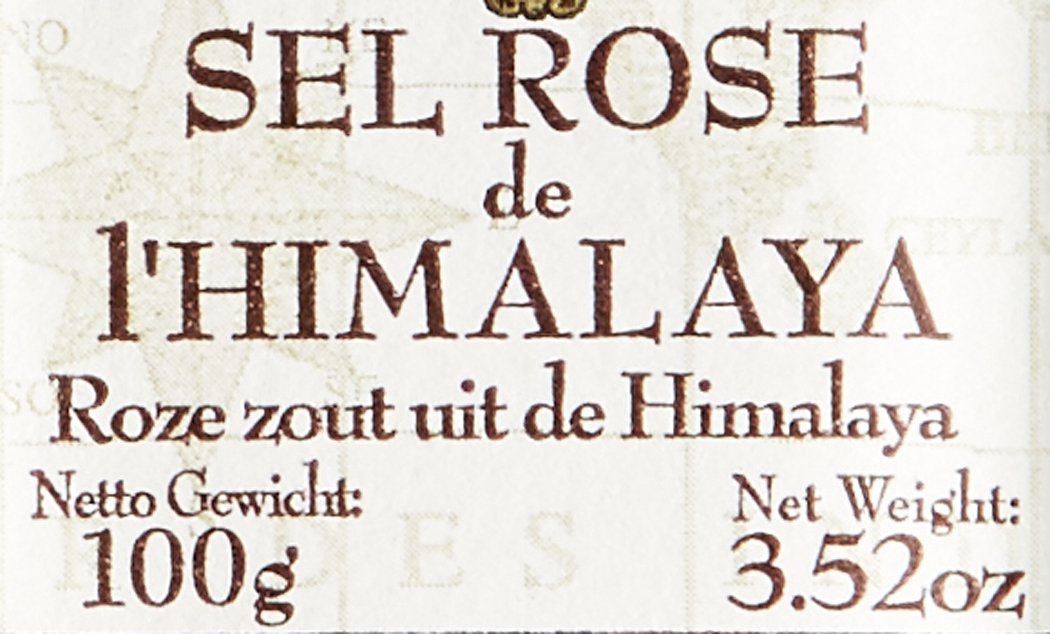 SEL ROSE
de
l'HIMALAYA
Roze zout uit de Himalaya
Netto Gewicht: Net Weight:
100g 3.52oz